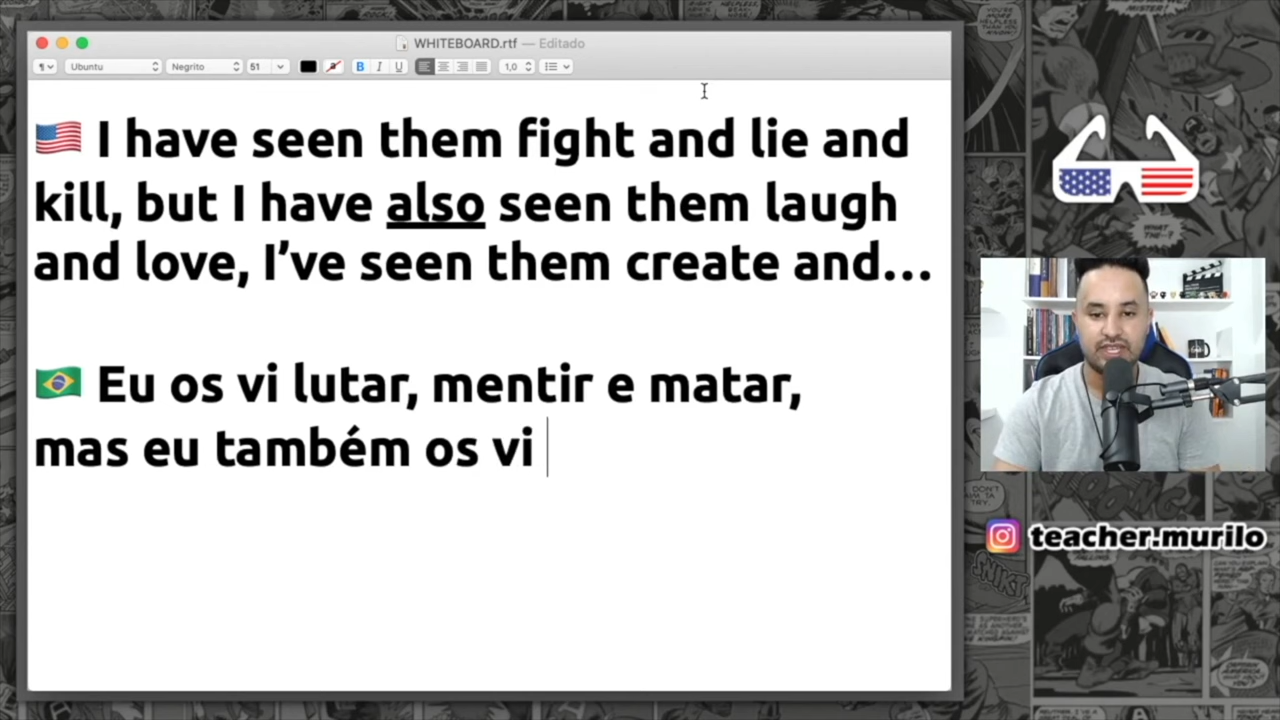 WHITEBOARD.rtf — Editado
Ubuntu Negrito 51 a B I U 1,0
🇺🇸 I have seen them fight and lie and
kill, but I have also seen them laugh
and love, I’ve seen them create and...
🇧🇷 Eu os vi lutar, mentir e matar,
mas eu também os vi
teacher.murilo
WHAT
THE--?